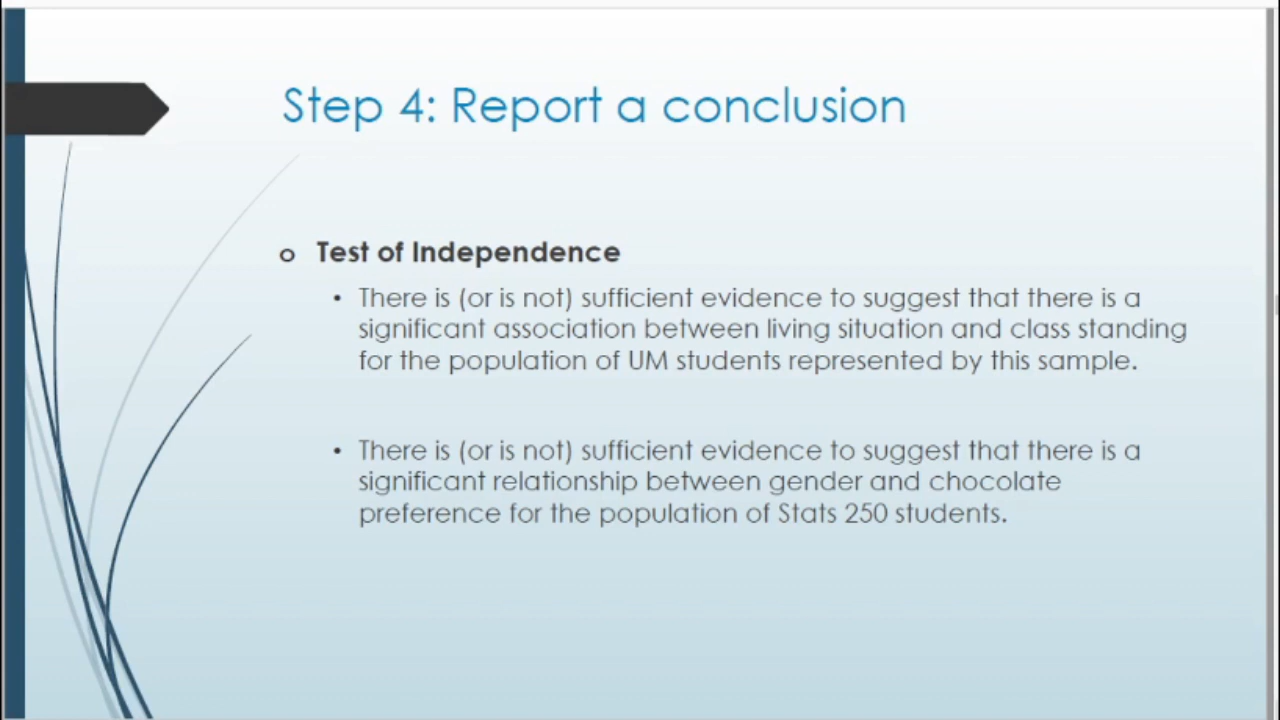 Step 4: Report a conclusion
o Test of Independence
• There is (or is not) sufficient evidence to suggest that there is a
significant association between living situation and class standing
for the population of UM students represented by this sample.
• There is (or is not) sufficient evidence to suggest that there is a
significant relationship between gender and chocolate
preference for the population of Stats 250 students.